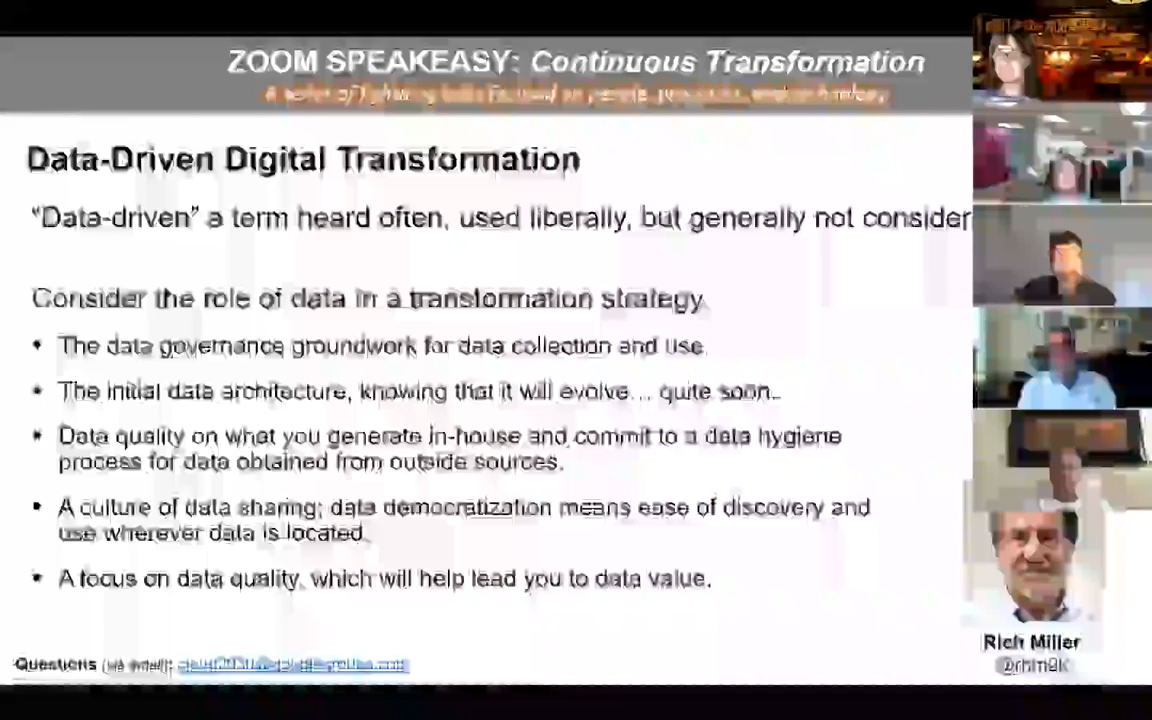 ZOOM SPEAKEASY: Continuous Transformation
Data-Driven Digital Transformation
"Data-driven" a term heard often, used liberally, but generally not consider
Consider the role of data in a transformation strategy
• The data governance groundwork for data collection and use
• The initial data architecture, knowing that it will evolve… quite soon.
• Data quality on what you generate in-house and commit to a data hygiene
process for data obtained from outside sources.
• A culture of data sharing; data democratization means ease of discovery and
use wherever data is located.
• A focus on data quality, which will help lead you to data value.
Questions (via email):
Rich Miller